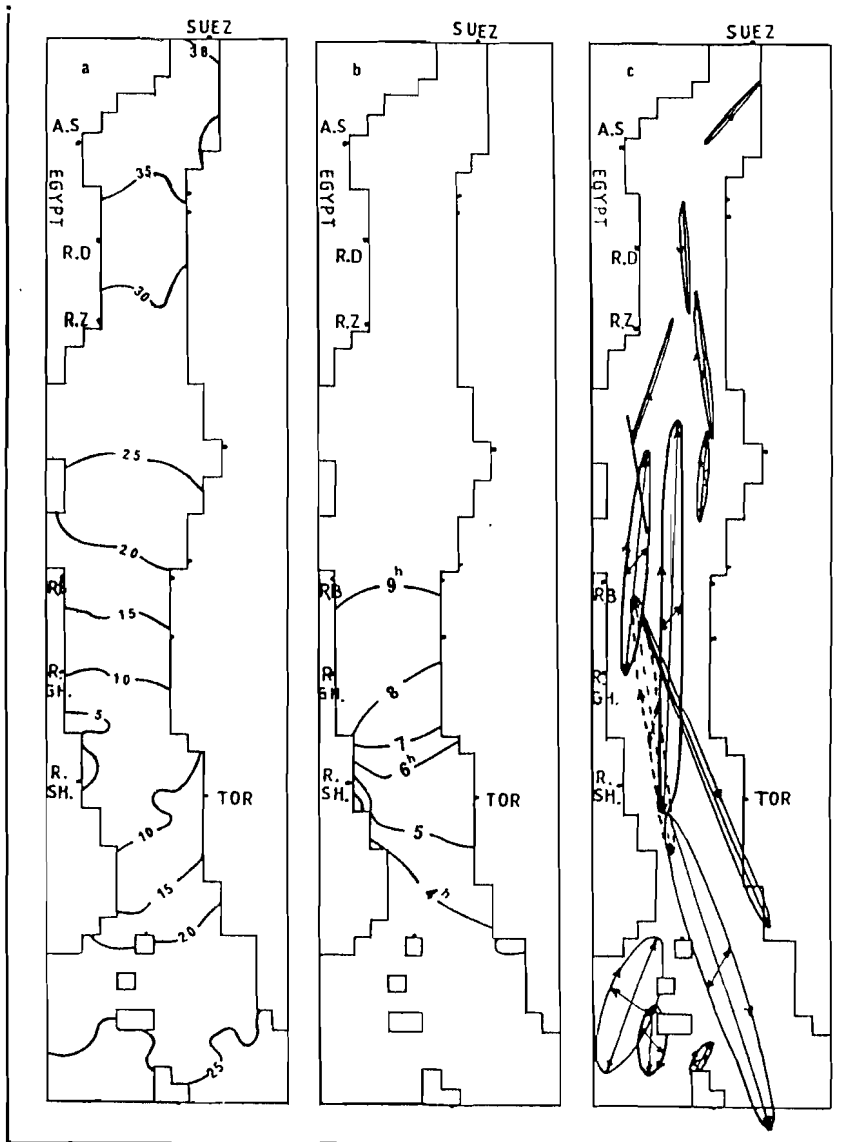 SUEZ
a
38
A.S
EGYPT
35
R.D
30
R.Z
25
20
RB
15
R.
GH.
10
5
R.
SH.
TOR
10
15
20
25
SUEZ
b
A.S
EGYPT
R.D
R.Z
RB
9h
R.
GH.
8
7
6h
R.
SH.
TOR
5
4h
SUEZ
c
A.S
EGYPT
R.D
R.Z
RB
R.
GH.
R.
SH.
TOR